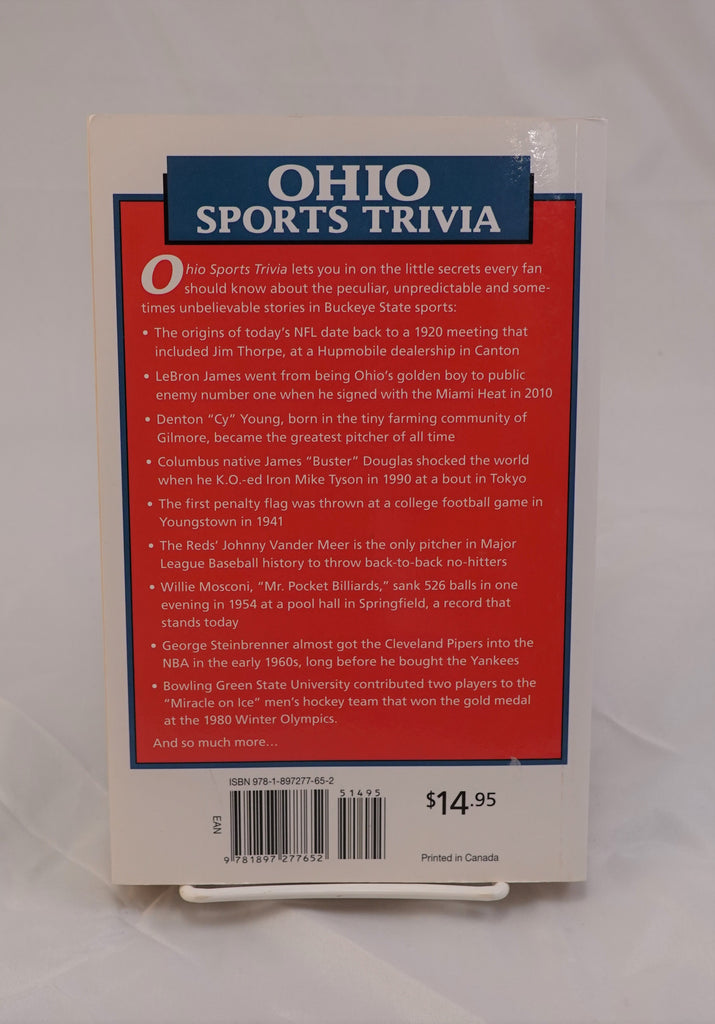 OHIO
SPORTS TRIVIA
Ohio Sports Trivia lets you in on the little secrets every fan
should know about the peculiar, unpredictable and some-
times unbelievable stories in Buckeye State sports:
• The origins of today's NFL date back to a 1920 meeting that
included Jim Thorpe, at a Hupmobile dealership in Canton
• LeBron James went from being Ohio's golden boy to public
enemy number one when he signed with the Miami Heat in 2010
• Denton "Cy" Young, born in the tiny farming community of
Gilmore, became the greatest pitcher of all time
• Columbus native James "Buster" Douglas shocked the world
when he K.O.-ed Iron Mike Tyson in 1990 at a bout in Tokyo
• The first penalty flag was thrown at a college football game in
Youngstown in 1941
• The Reds' Johnny Vander Meer is the only pitcher in Major
League Baseball history to throw back-to-back no-hitters
• Willie Mosconi, "Mr. Pocket Billiards," sank 526 balls in one
evening in 1954 at a pool hall in Springfield, a record that
stands today
• George Steinbrenner almost got the Cleveland Pipers into the
NBA in the early 1960s, long before he bought the Yankees
• Bowling Green State University contributed two players to the
"Miracle on Ice" men's hockey team that won the gold medal
at the 1980 Winter Olympics.
And so much more...
ISBN 978-1-897277-65-2
51495
EAN
9 781897 277652
$14.95
Printed in Canada